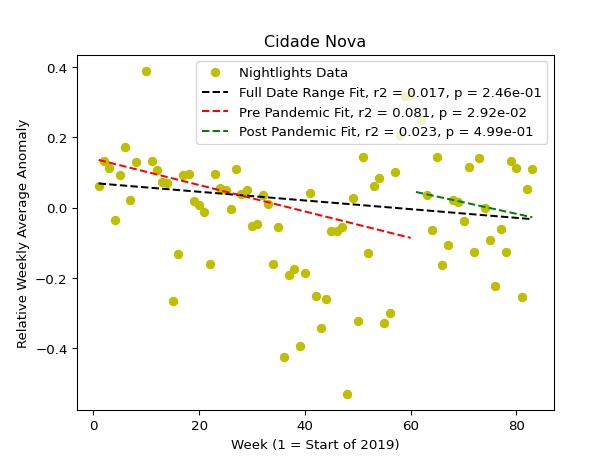 Cidade Nova
Nightlights Data
Full Date Range Fit, r2 = 0.017, p = 2.46e-01
Pre Pandemic Fit, r2 = 0.081, p = 2.92e-02
Post Pandemic Fit, r2 = 0.023, p = 4.99e-01
Relative Weekly Average Anomaly
0.4
0.2
0.0
−0.2
−0.4
0 20 40 60 80
Week (1 = Start of 2019)